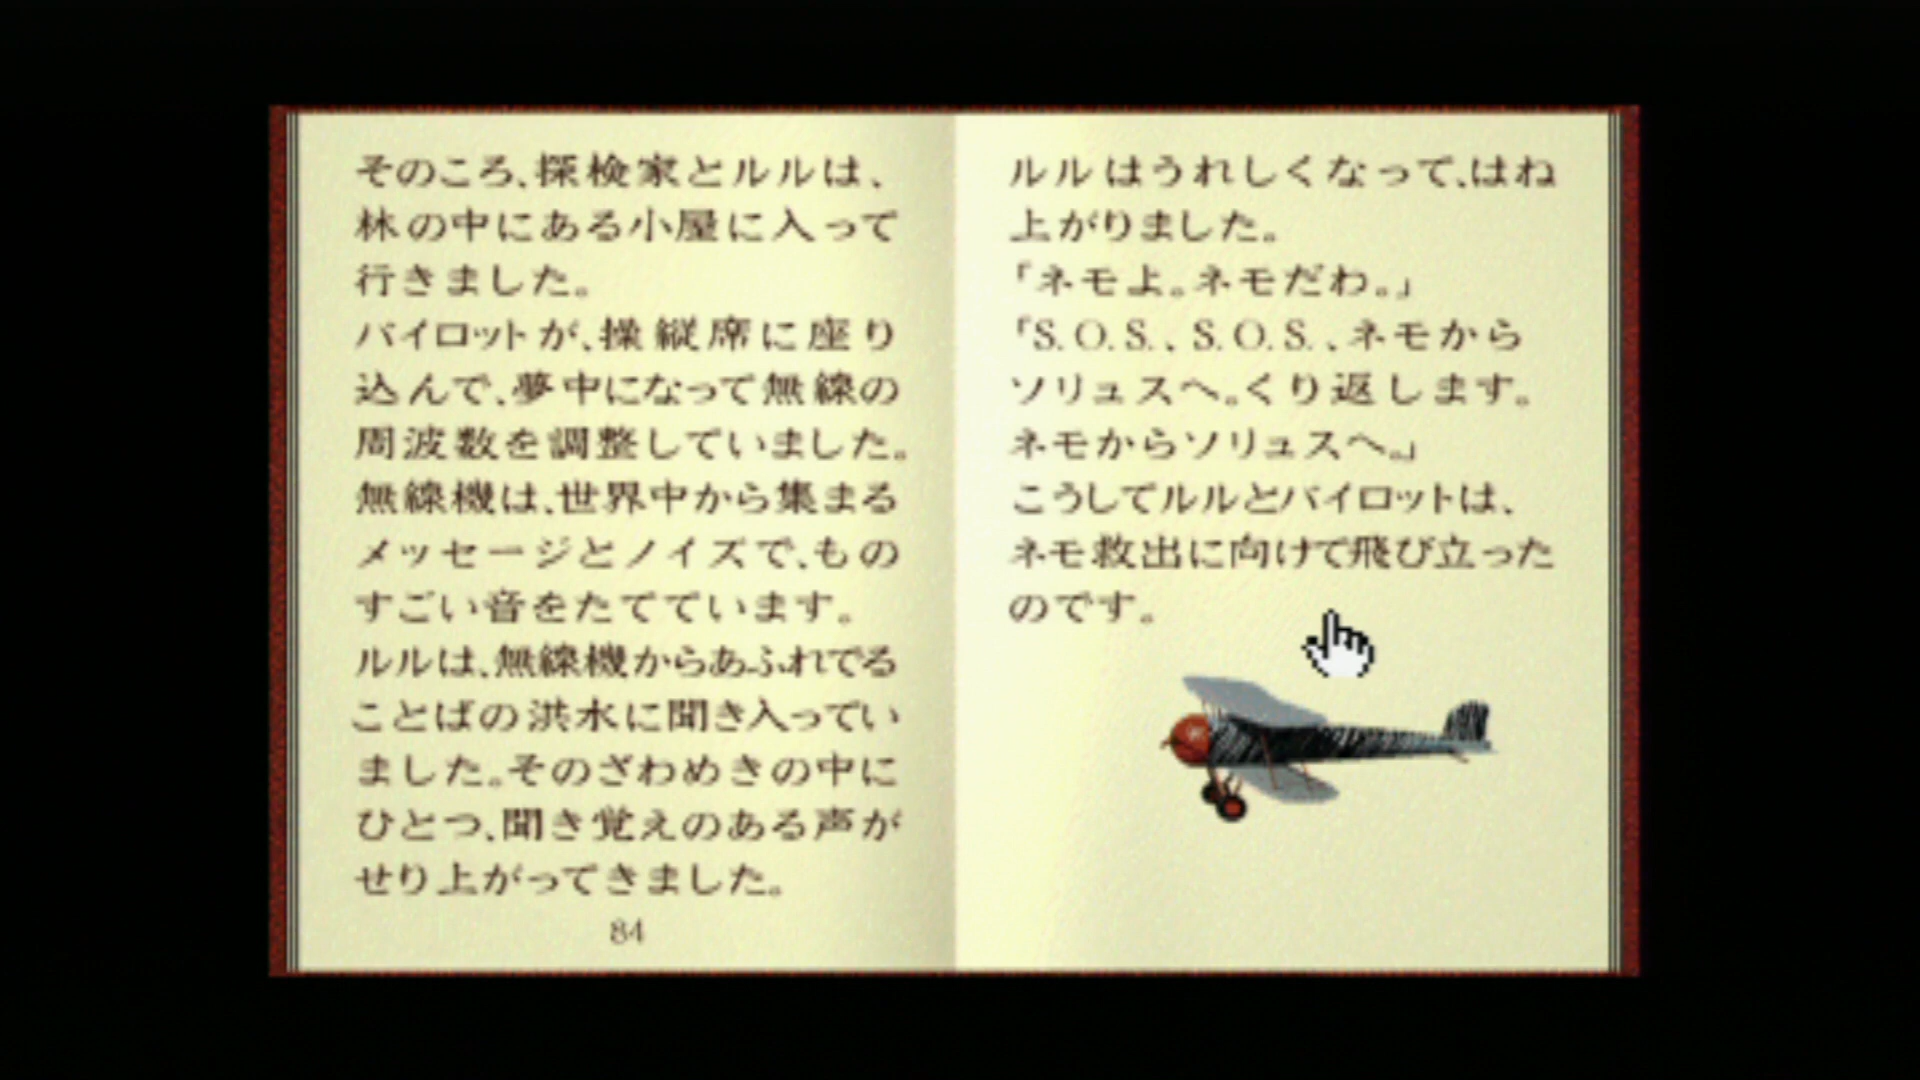 そのころ、探検家とルルは、
林の中にある小屋に入って
行きました。
パイロットが、操縦席に座り
込んで、夢中になって無線の
周波数を調整していました。
無線機は、世界中から集まる
メッセージとノイズで、もの
すごい音をたてています。
ルルは、無線機からあふれでる
ことばの洪水に聞き入ってい
ました。そのざわめきの中に
ひとつ、聞き覚えのある声が
せり上がってきました。
84
ルルはうれしくなって、はね
上がりました。
「ネモよ。ネモだわ。」
「S.O.S.、S.O.S.、ネモから
ソリュスへ。くり返します。
ネモからソリュスへ。」
こうしてルルとパイロットは、
ネモ救出に向けて飛び立った
のです。